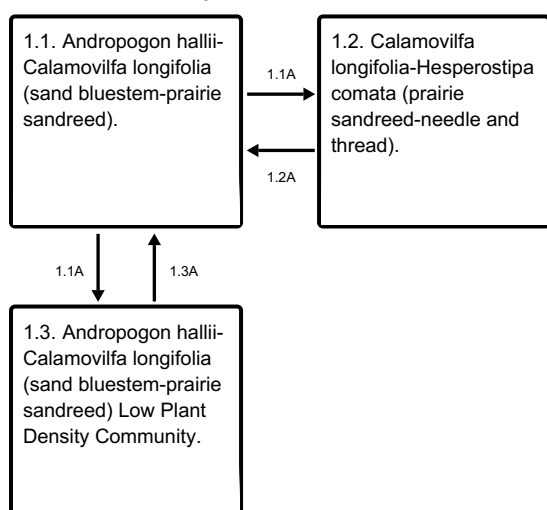 1.1. Andropogon hallii-
Calamovilfa longifolia
(sand bluestem-prairie
sandreed).
1.1A
1.2A
1.2. Calamovilfa
longifolia-Hesperostipa
comata (prairie
sandreed-needle and
thread).
1.1A
1.3A
1.3. Andropogon hallii-
Calamovilfa longifolia
(sand bluestem-prairie
sandreed) Low Plant
Density Community.